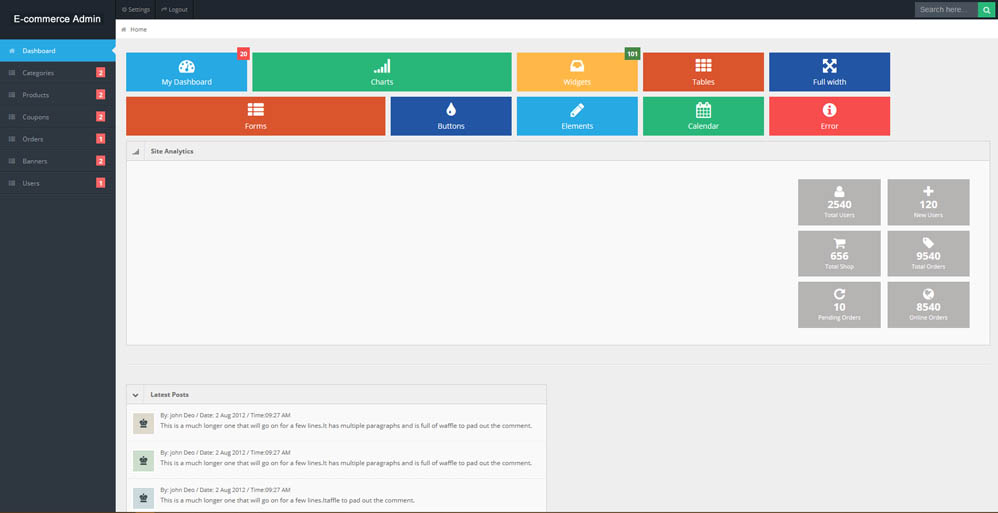 E-commerce Admin
Settings
Logout
Search here...
Home
Dashboard
Categories 2
Products 2
Coupons 2
Orders 1
Banners 2
Users 1
20
My Dashboard
Charts
101
Widgets
Tables
Full width
Forms
Buttons
Elements
Calendar
Error
Site Analytics
2540
Total Users
120
New Users
656
Total Shop
9540
Total Orders
10
Pending Orders
8540
Online Orders
Latest Posts
By: john Deo / Date: 2 Aug 2012 / Time:09:27 AM
This is a much longer one that will go on for a few lines.It has multiple paragraphs and is full of waffle to pad out the comment.
By: john Deo / Date: 2 Aug 2012 / Time:09:27 AM
This is a much longer one that will go on for a few lines.It has multiple paragraphs and is full of waffle to pad out the comment.
By: john Deo / Date: 2 Aug 2012 / Time:09:27 AM
This is a much longer one that will go on for a few lines.Itaffle to pad out the comment.